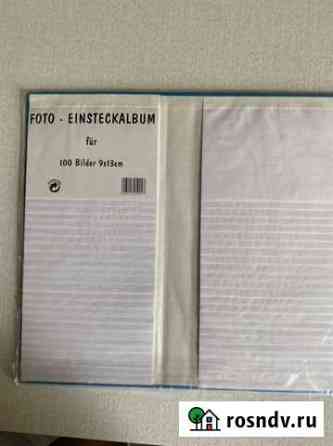 FOTO - EINSTECKALBUM
für
100 Bilder 9x13cm
rosndv.ru